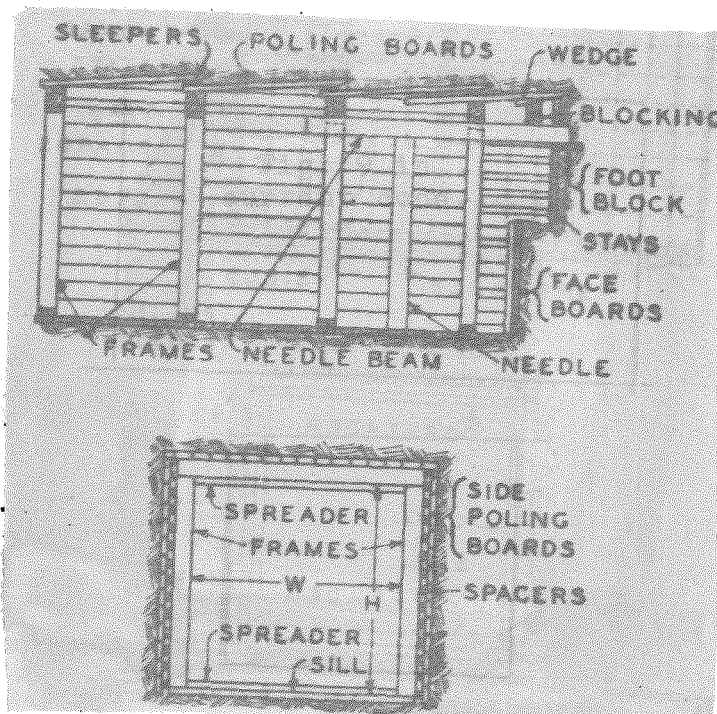 SLEEPERS
POLING BOARDS
WEDGE
BLOCKING
FOOT
BLOCK
STAYS
FACE
BOARDS
FRAMES
NEEDLE BEAM
NEEDLE
SPREADER
FRAMES
W
H
SIDE
POLING
BOARDS
SPACERS
SPREADER
SILL